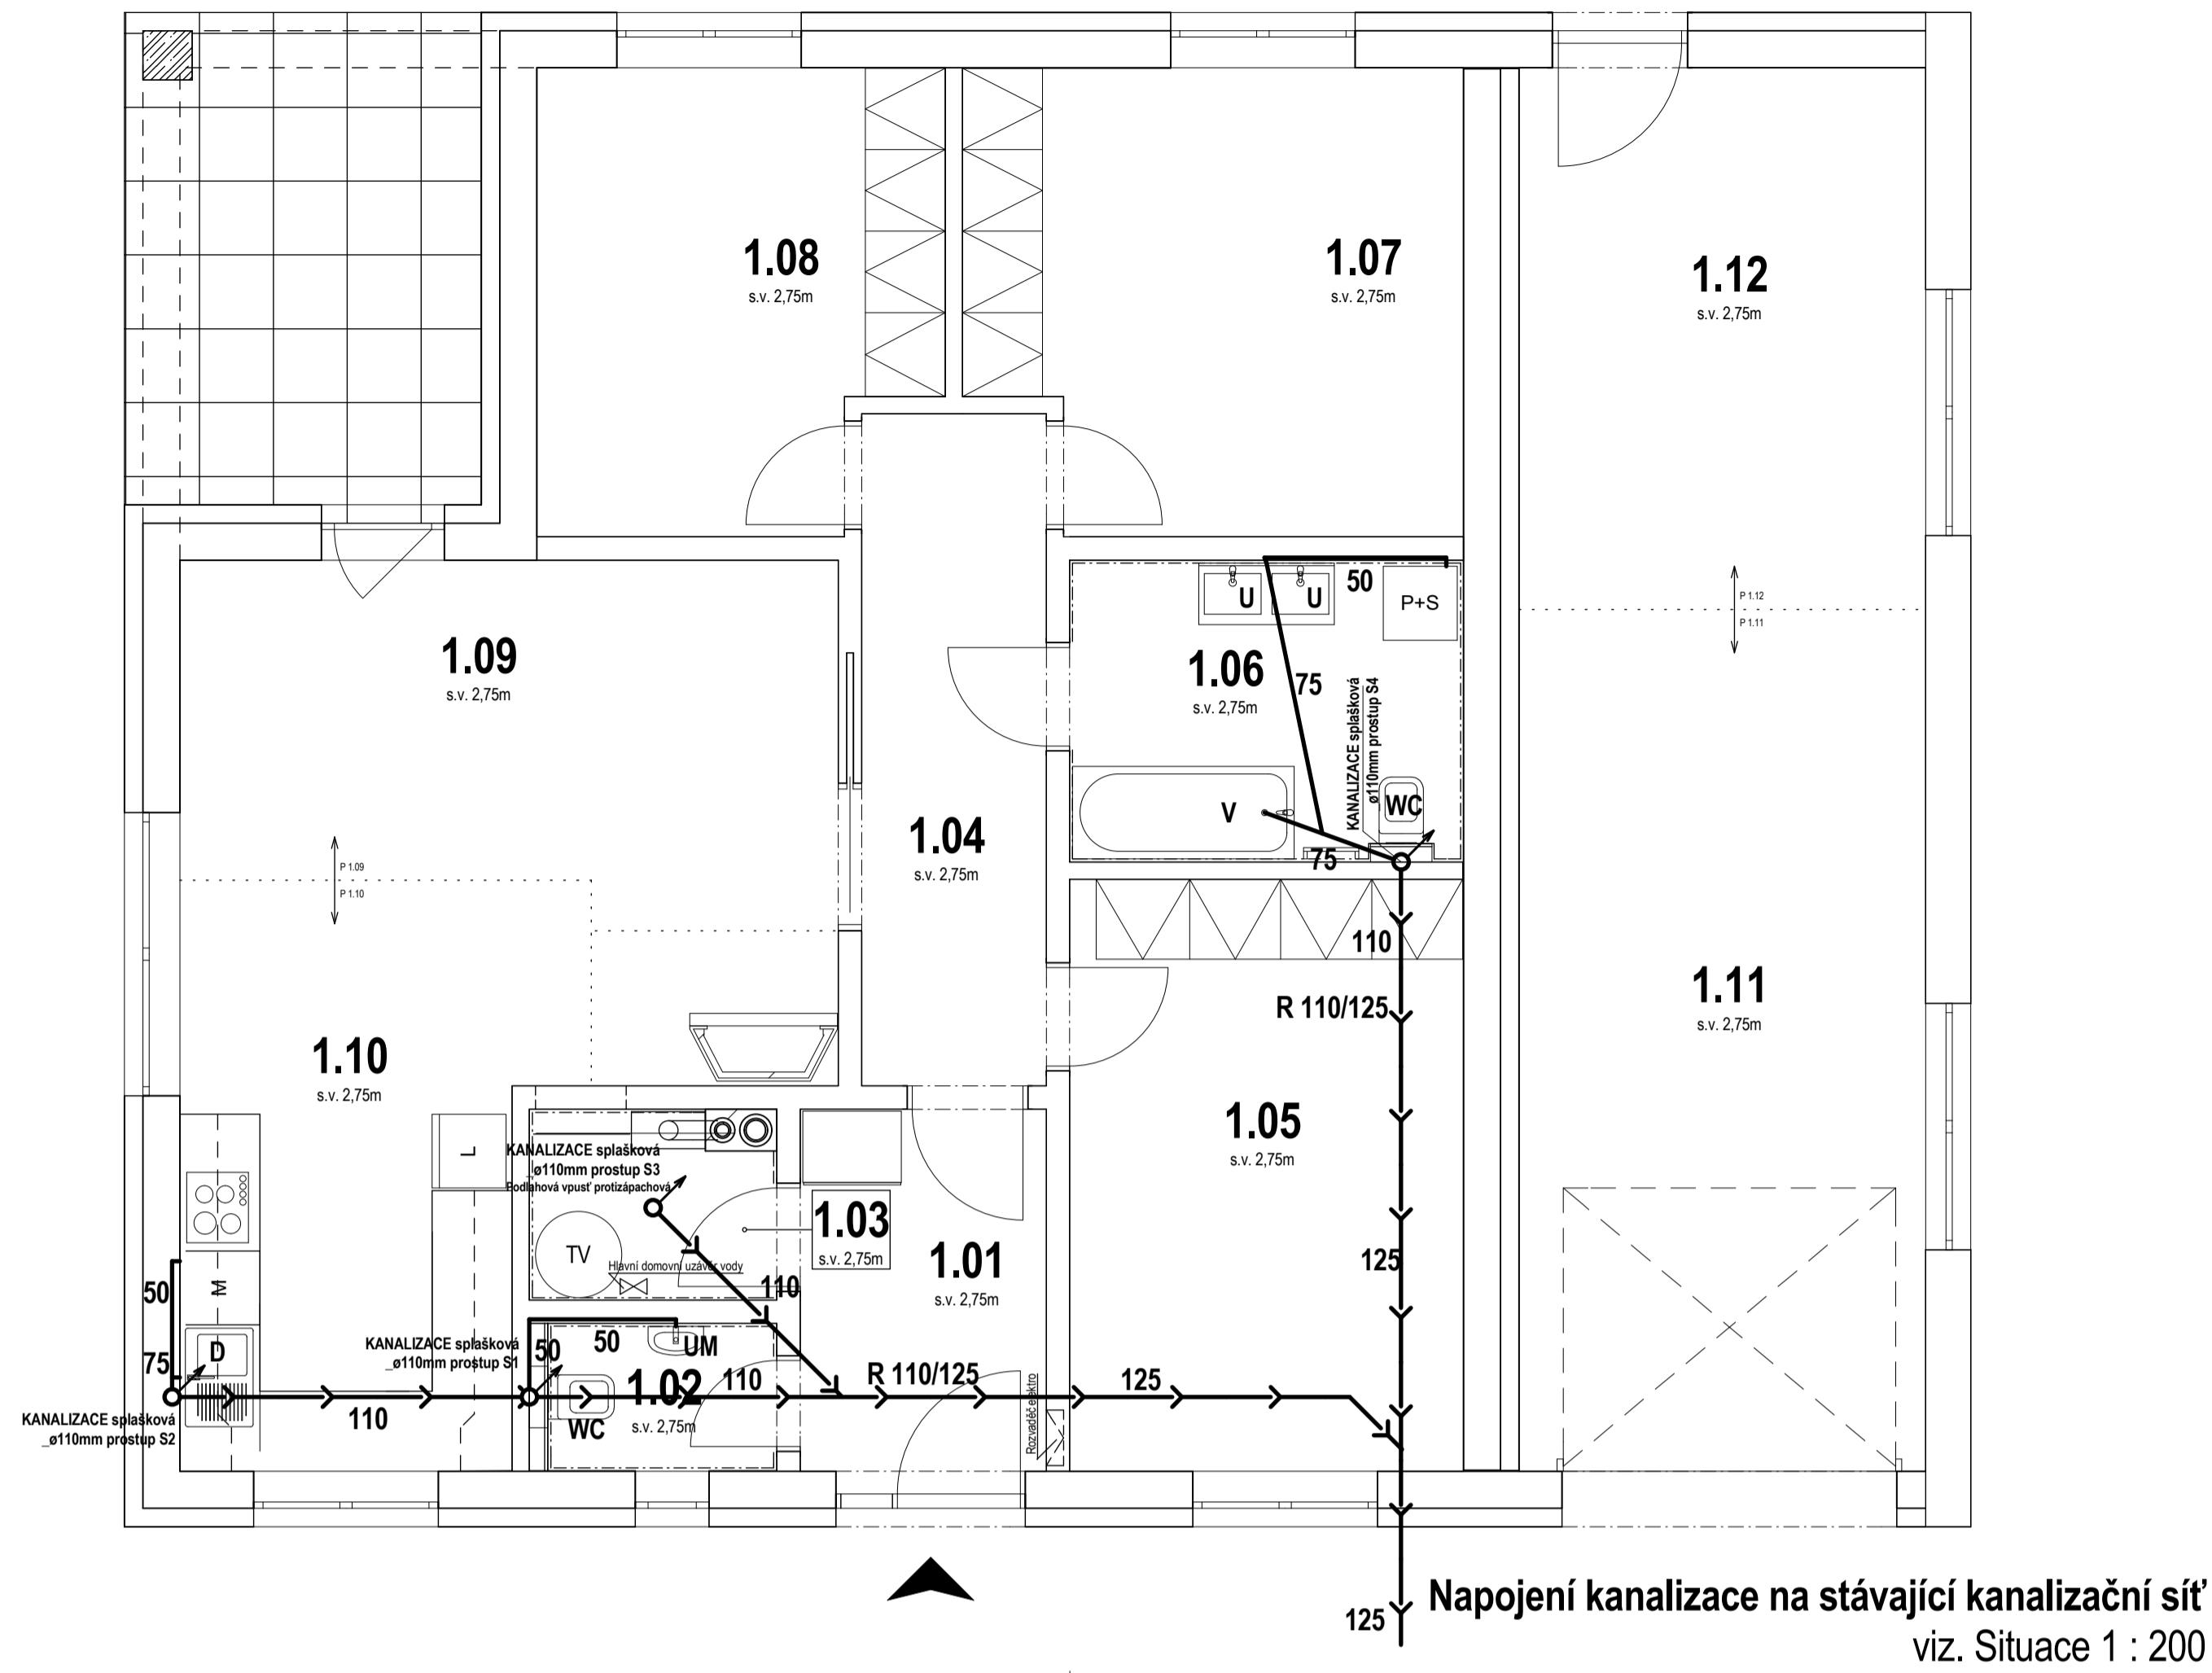 1.08
s.v. 2,75m
1.07
s.v. 2,75m
1.12
s.v. 2,75m
U
U
50
P+S
P 1.12
P 1.11
1.09
s.v. 2,75m
1.06
s.v. 2,75m
75
KANALIZACE splašková
ø110mm prostup S4
V
WC
75
1.04
s.v. 2,75m
P 1.09
P 1.10
110
R 110/125
1.11
s.v. 2,75m
1.10
s.v. 2,75m
1.05
s.v. 2,75m
L
KANALIZACE splašková
_ø110mm prostup S3
Podlahová vpusť protizápachová
1.03
s.v. 2,75m
TV
Hlavní domovní uzávěr vody
110
1.01
s.v. 2,75m
125
50
M
KANALIZACE splašková
_ø110mm prostup S1
50
50
UM
75
D
1.02
s.v. 2,75m
110
R 110/125
125
Rozvaděč elektro
110
WC
KANALIZACE splašková
_ø110mm prostup S2
125
Napojení kanalizace na stávající kanalizační síť
viz. Situace 1 : 200